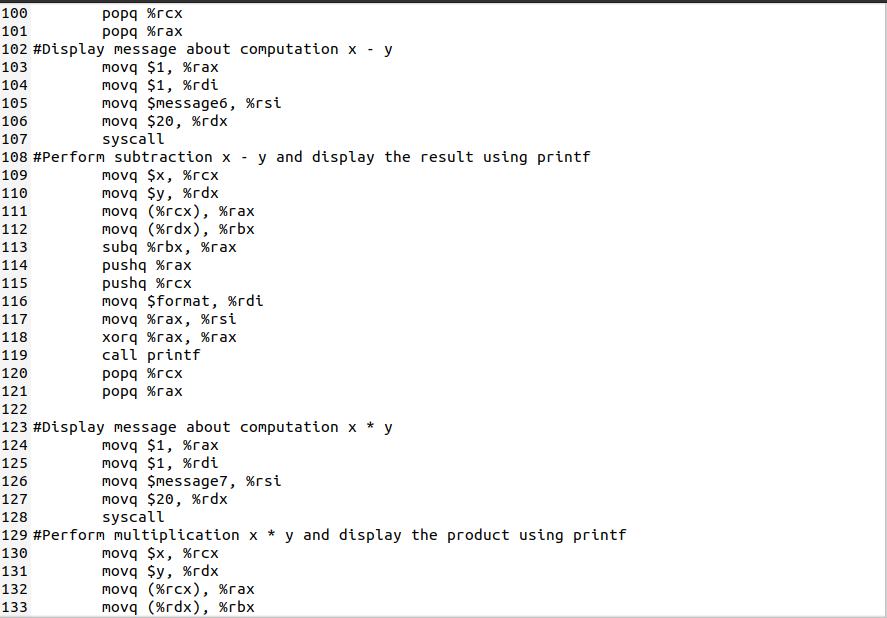 100 popq %rcx
101 popq %rax
102 #Display message about computation x - y
103 movq $1, %rax
104 movq $1, %rdi
105 movq $message6, %rsi
106 movq $20, %rdx
107 syscall
108 #Perform subtraction x - y and display the result using printf
109 movq $x, %rcx
110 movq $y, %rdx
111 movq (%rcx), %rax
112 movq (%rdx), %rbx
113 subq %rbx, %rax
114 pushq %rax
115 pushq %rcx
116 movq $format, %rdi
117 movq %rax, %rsi
118 xorq %rax, %rax
119 call printf
120 popq %rcx
121 popq %rax
122
123 #Display message about computation x * y
124 movq $1, %rax
125 movq $1, %rdi
126 movq $message7, %rsi
127 movq $20, %rdx
128 syscall
129 #Perform multiplication x * y and display the product using printf
130 movq $x, %rcx
131 movq $y, %rdx
132 movq (%rcx), %rax
133 movq (%rdx), %rbx